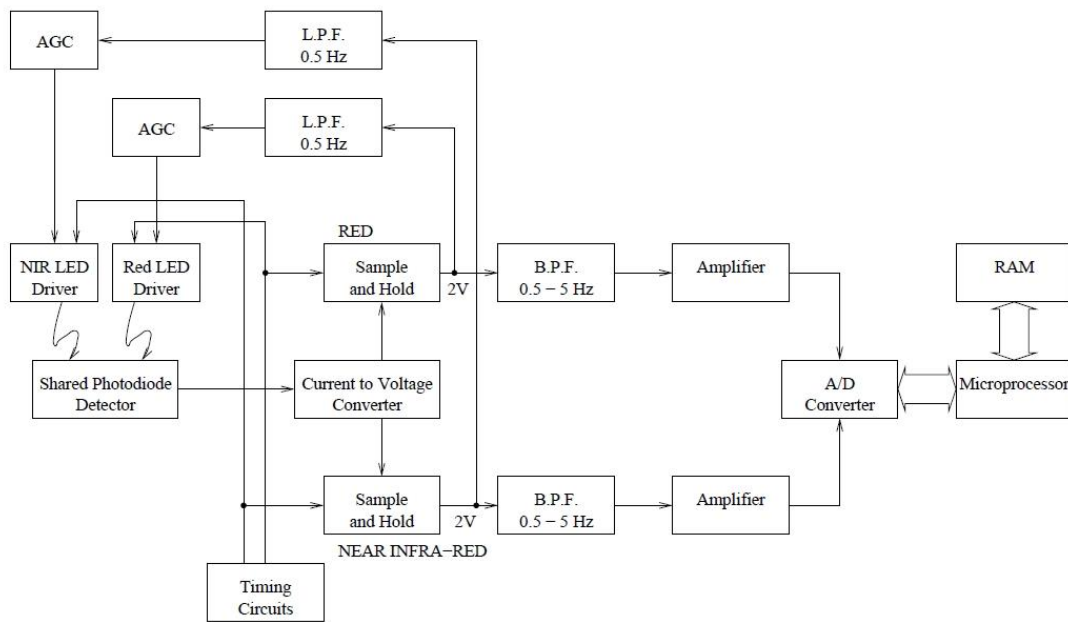 AGC
L.P.F.
0.5 Hz
AGC
L.P.F.
0.5 Hz
RED
NIR LED
Driver
Red LED
Driver
Sample
and Hold
2V
B.P.F.
0.5 − 5 Hz
Amplifier
RAM
Shared Photodiode
Detector
Current to Voltage
Converter
A/D
Converter
Microprocessor
Sample
and Hold
2V
B.P.F.
0.5 − 5 Hz
Amplifier
NEAR INFRA−RED
Timing
Circuits